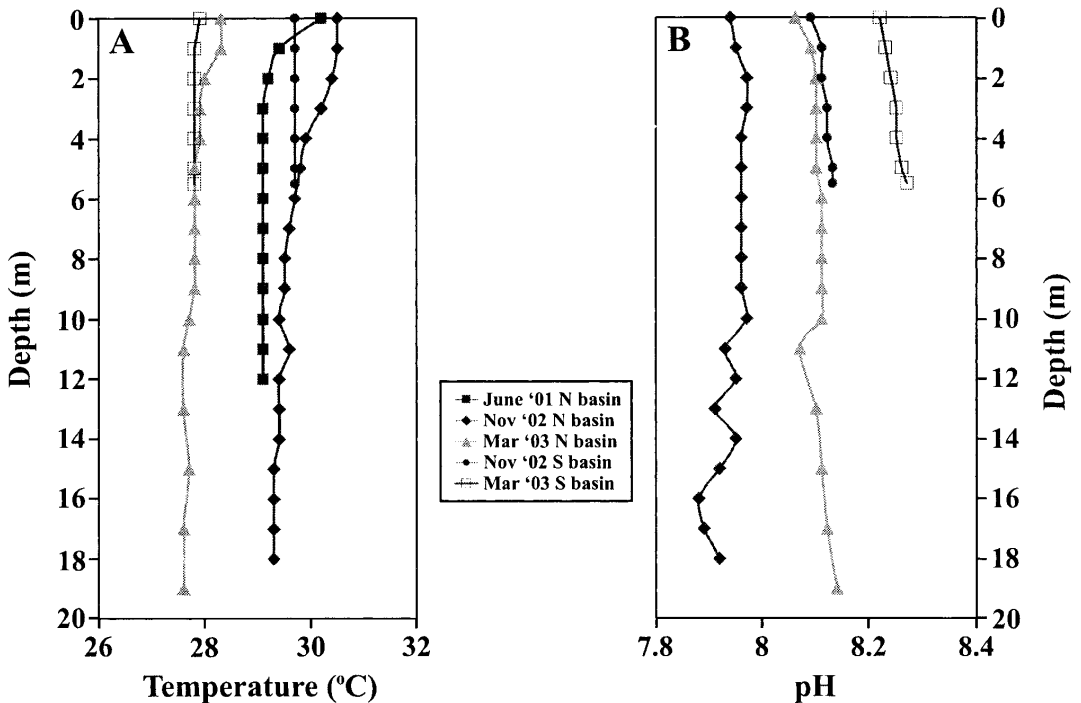 A
B
0
2
4
6
8
10
12
14
16
18
20
Depth (m)
26
28
30
32
Temperature (ºC)
June ‘01 N basin
Nov ‘02 N basin
Mar ‘03 N basin
Nov ‘02 S basin
Mar ‘03 S basin
0
2
4
6
8
10
12
14
16
18
20
Depth (m)
7.8
8
8.2
8.4
pH